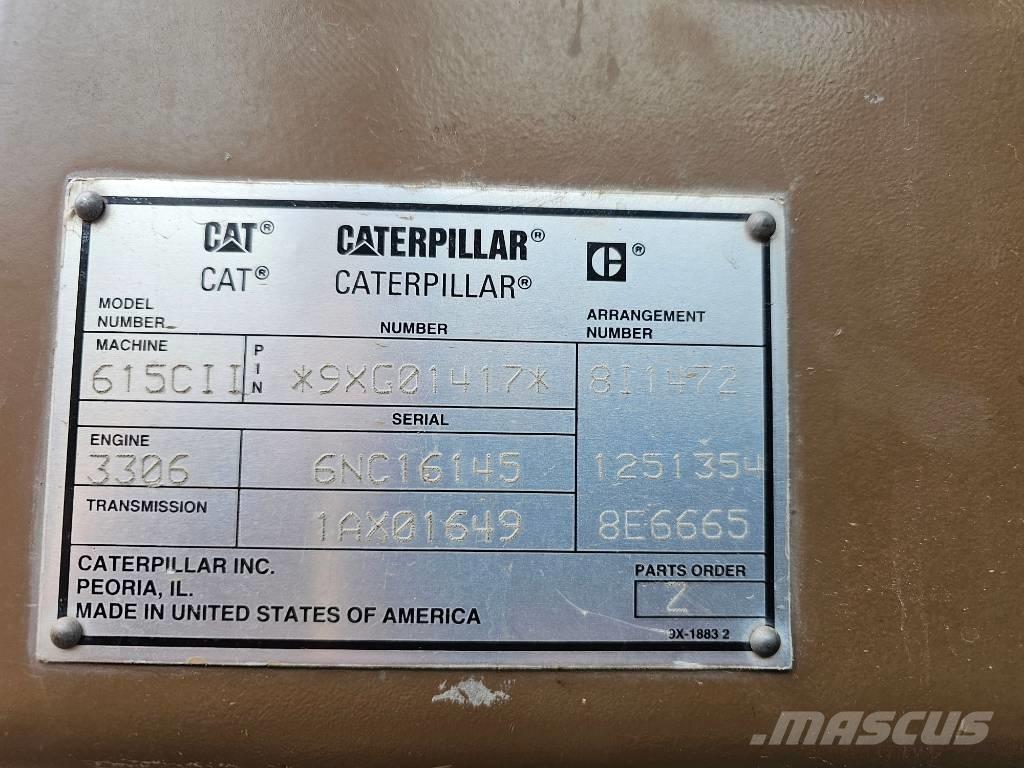 CAT® CATERPILLAR® C®
CAT® CATERPILLAR®
MODEL NUMBER NUMBER ARRANGEMENT NUMBER
MACHINE PIN
615CII *9XG01417* 8I1472
SERIAL
ENGINE
3306 6NC16145 1251354
TRANSMISSION
1AX01649 8E6665
CATERPILLAR INC. PARTS ORDER
PEORIA, IL. Z
MADE IN UNITED STATES OF AMERICA
9X-1883 2
MASCUS